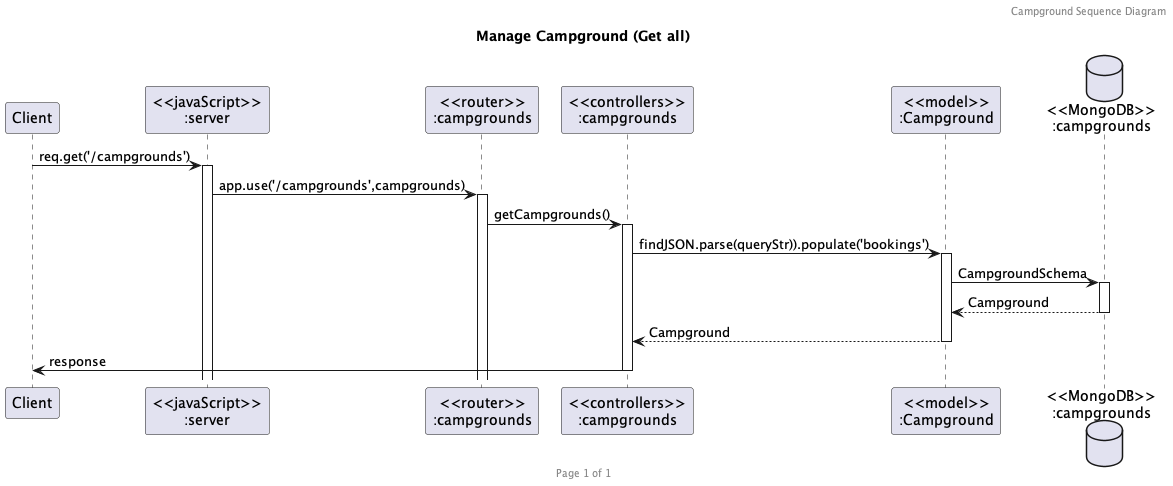 Campground Sequence Diagram
Manage Campground (Get all)
Client
<<javaScript>>
:server
<<router>>
:campgrounds
<<controllers>>
:campgrounds
<<model>>
:Campground
<<MongoDB>>
:campgrounds
req.get('/campgrounds')
app.use('/campgrounds',campgrounds)
getCampgrounds()
findJSON.parse(queryStr)).populate('bookings')
CampgroundSchema
Campground
Campground
response
Client
<<javaScript>>
:server
<<router>>
:campgrounds
<<controllers>>
:campgrounds
<<model>>
:Campground
<<MongoDB>>
:campgrounds
Page 1 of 1